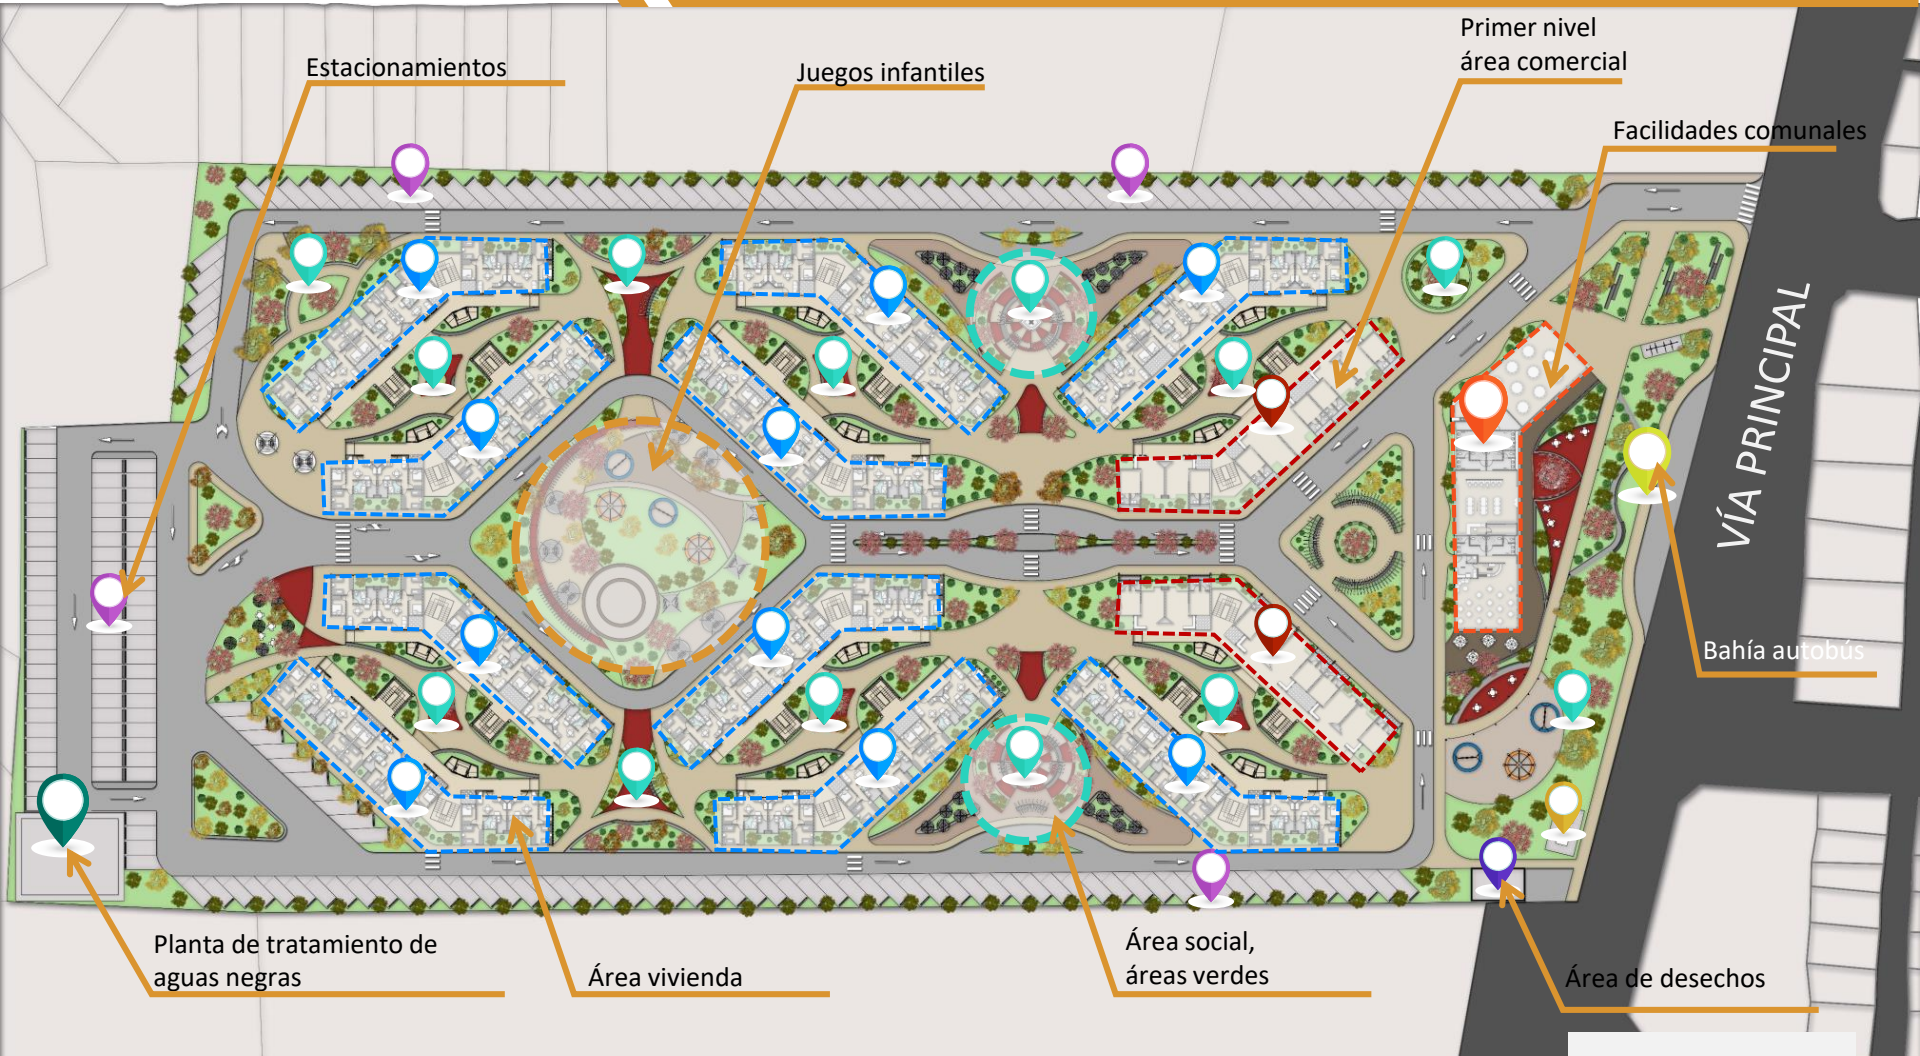 Primer nivel
área comercial
Estacionamientos
Juegos infantiles
Facilidades comunales
VÍA PRINCIPAL
Bahía autobús
Planta de tratamiento de
aguas negras
Área vivienda
Área social,
áreas verdes
Área de desechos